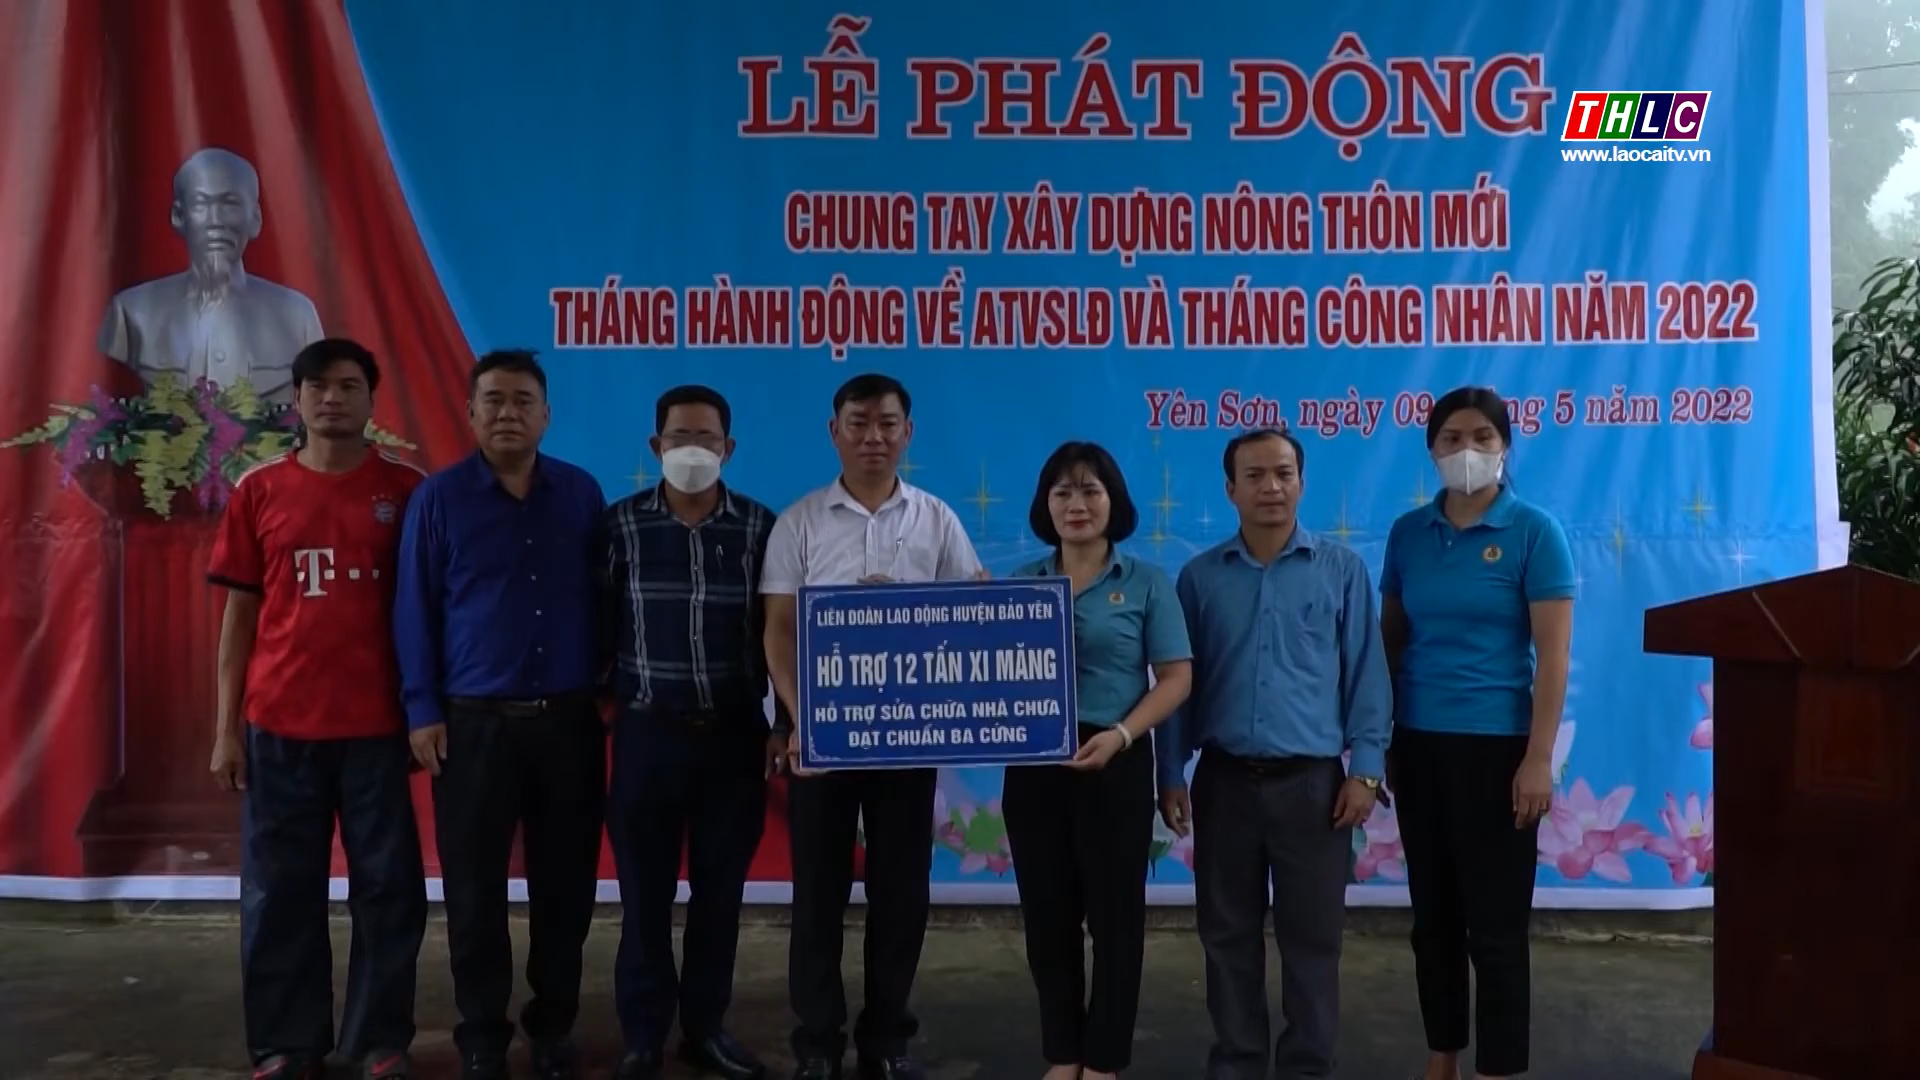 LỄ PHÁT ĐỘNG
THLC
www.laocaitv.vn
CHUNG TAY XÂY DỰNG NÔNG THÔN MỚI
THÁNG HÀNH ĐỘNG VỀ ATVSLĐ VÀ THÁNG CÔNG NHÂN NĂM 2022
Yên Sơn, ngày 09 5 năm 2022
T
LIÊN ĐOÀN LAO ĐỘNG HUYỆN BẢO YÊN
HỖ TRỢ 12 TẤN XI MĂNG
HỖ TRỢ SỬA CHỮA NHÀ CHƯA
ĐẠT CHUẨN BA CỨNG